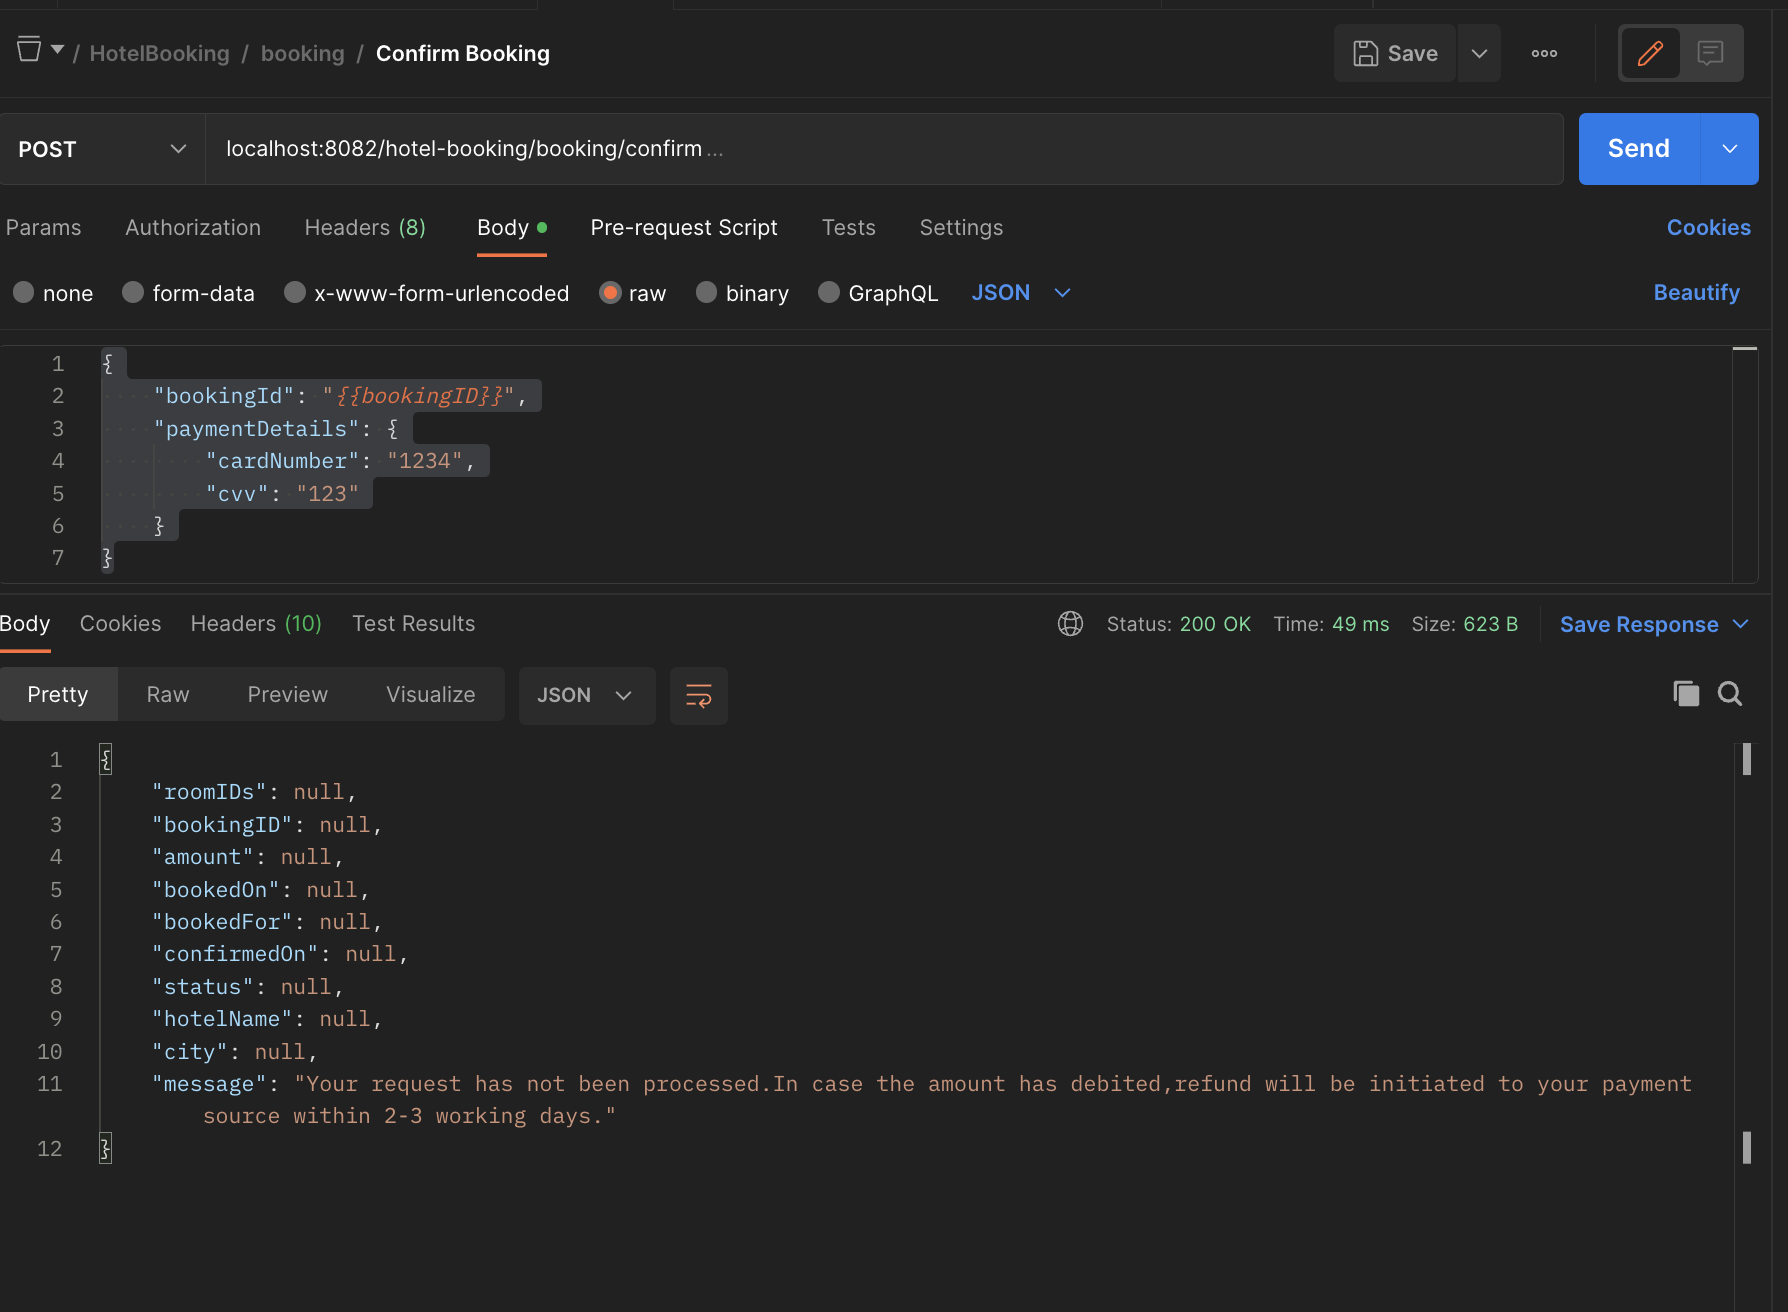 / HotelBooking / booking / Confirm Booking
Save
POST
localhost:8082/hotel-booking/booking/confirm ...
Send
Params Authorization Headers (8) Body Pre-request Script Tests Settings Cookies
none form-data x-www-form-urlencoded raw binary GraphQL JSON Beautify
1 {
2 "bookingId": "{{bookingID}}",
3 "paymentDetails": {
4 "cardNumber": "1234",
5 "cvv": "123"
6 }
7 }
Body Cookies Headers (10) Test Results Status: 200 OK Time: 49 ms Size: 623 B Save Response
Pretty Raw Preview Visualize JSON
1 {
2 "roomIDs": null,
3 "bookingID": null,
4 "amount": null,
5 "bookedOn": null,
6 "bookedFor": null,
7 "confirmedOn": null,
8 "status": null,
9 "hotelName": null,
10 "city": null,
11 "message": "Your request has not been processed.In case the amount has debited,refund will be initiated to your payment
source within 2-3 working days."
12 }